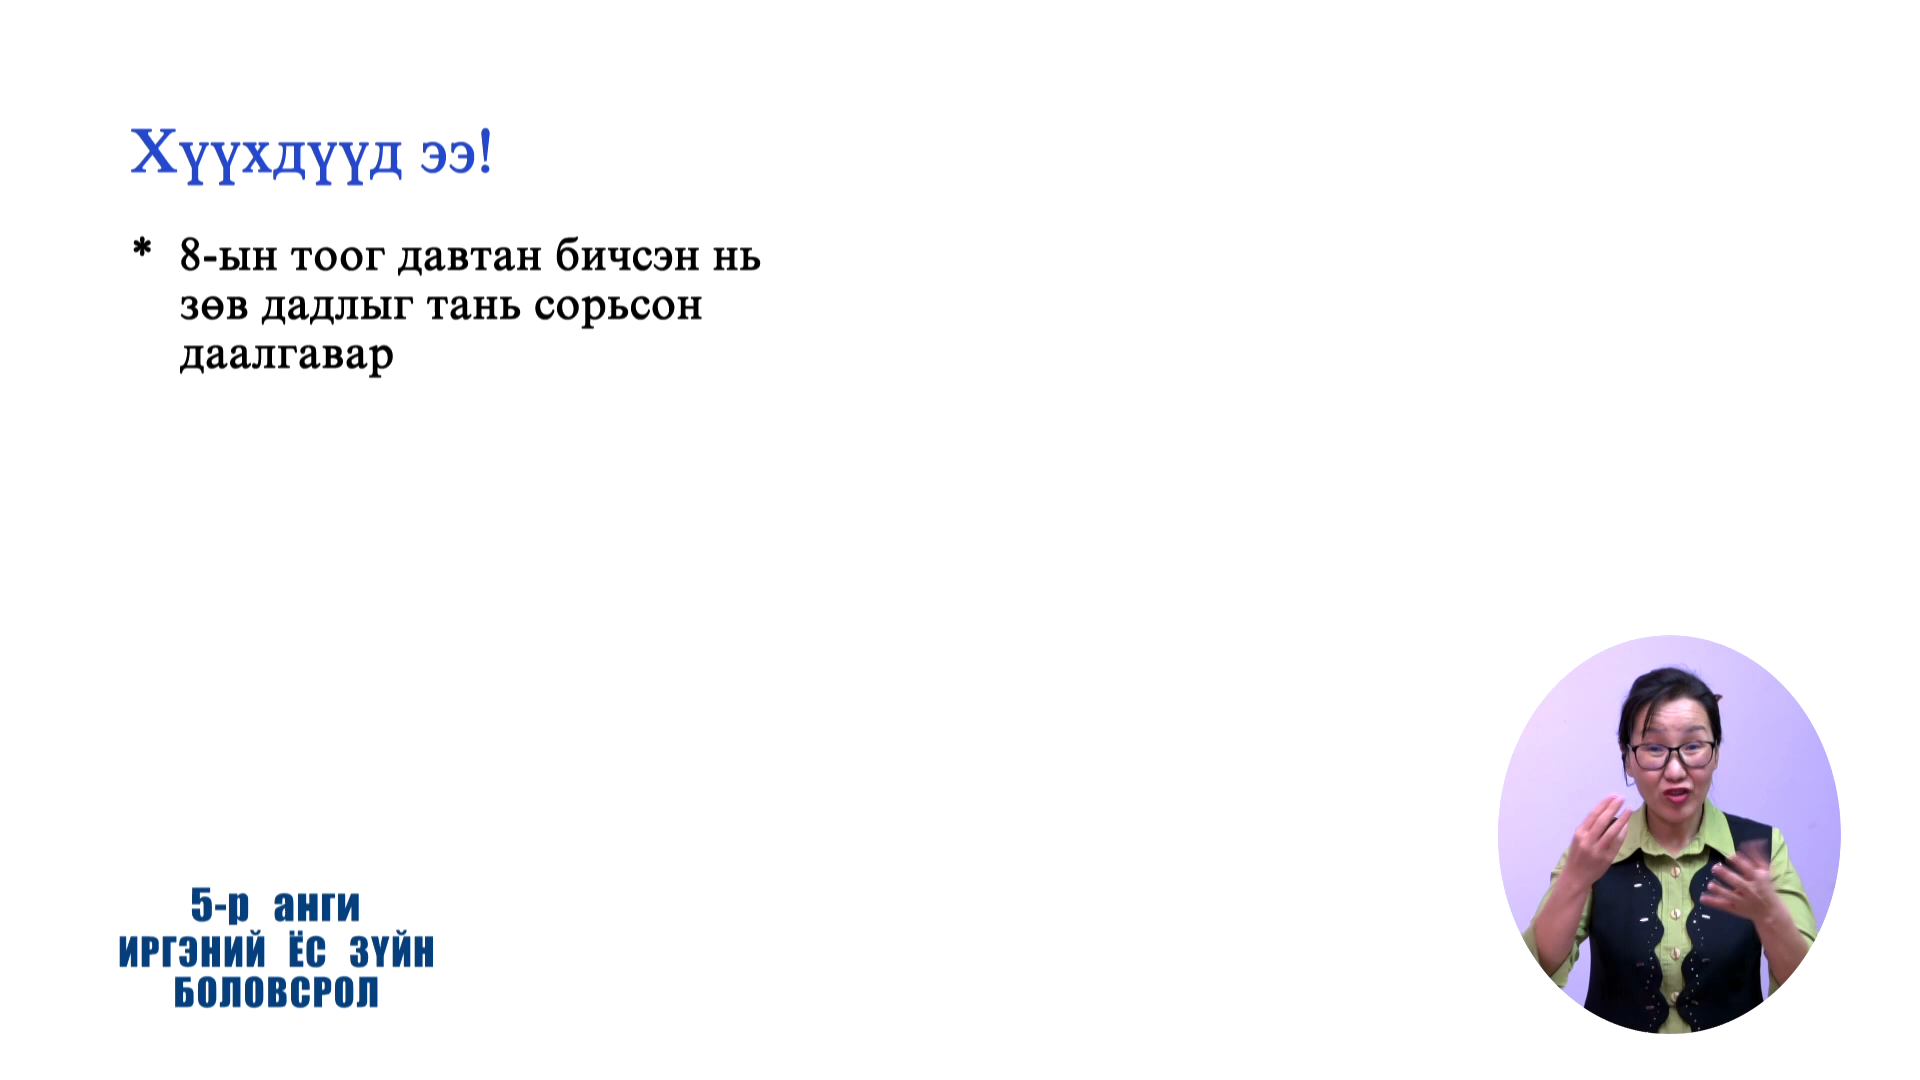 Хүүхдүүд ээ!
* 8-ын тоог давтан бичсэн нь
зөв дадлыг тань сорьсон
даалгавар
5-р анги
ИРГЭНИЙ ЁС ЗҮЙН
БОЛОВСРОЛ